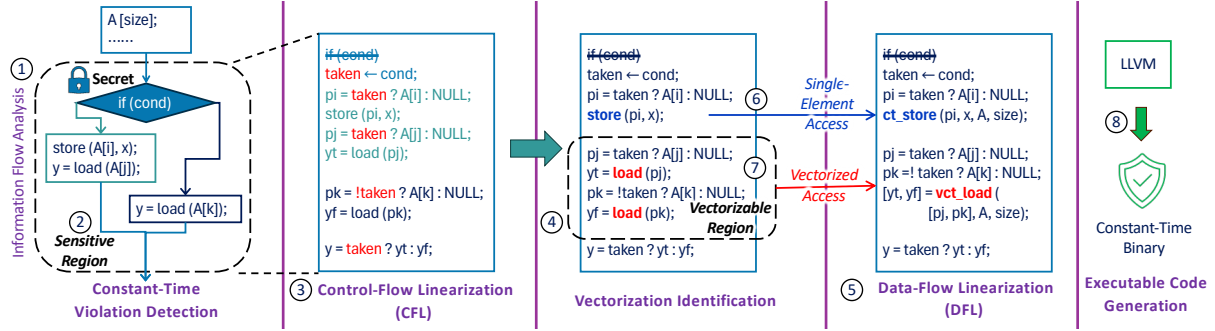 A [size];
......
①
Information Flow Analysis
Secret
if (cond)
store (A[i], x);
y = load (A[j]);
y = load (A[k]);
②
Sensitive
Region
Constant-Time
Violation Detection
if (cond)
taken ← cond;
pi = taken ? A[i] : NULL;
store (pi, x);
pj = taken ? A[j] : NULL;
yt = load (pj);
pk = !taken ? A[k] : NULL;
yf = load (pk);
y = taken ? yt : yf;
③ Control-Flow Linearization
(CFL)
if (cond)
taken ← cond;
pi = taken ? A[i] : NULL;
store (pi, x);
pj = taken ? A[j] : NULL;
yt = load (pj);
pk = !taken ? A[k] : NULL;
yf = load (pk);
Vectorizable
Region
y = taken ? yt : yf;
④
Vectorization Identification
⑥
Single-
Element
Access
⑦
Vectorized
Access
if (cond)
taken ← cond;
pi = taken ? A[i] : NULL;
ct_store (pi, x, A, size);
pj = taken ? A[j] : NULL;
pk =! taken ? A[k] : NULL;
[yt, yf] = vct_load (
[pj, pk], A, size);
y = taken ? yt : yf;
⑤ Data-Flow Linearization
(DFL)
LLVM
⑧
Constant-Time
Binary
Executable Code
Generation